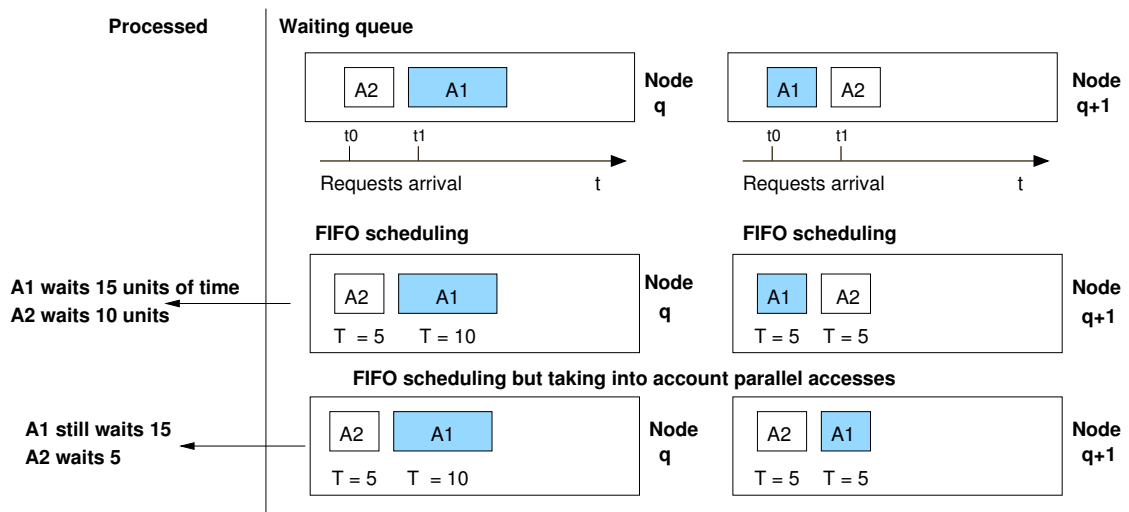 Processed
Waiting queue
A2 A1
Node
q
A1 A2
Node
q+1
t0 t1
Requests arrival t
t0 t1
Requests arrival t
FIFO scheduling
FIFO scheduling
A1 waits 15 units of time
A2 waits 10 units
A2 A1
T = 5 T = 10
Node
q
A1 A2
T = 5 T = 5
Node
q+1
FIFO scheduling but taking into account parallel accesses
A1 still waits 15
A2 waits 5
A2 A1
T = 5 T = 10
Node
q
A2 A1
T = 5 T = 5
Node
q+1